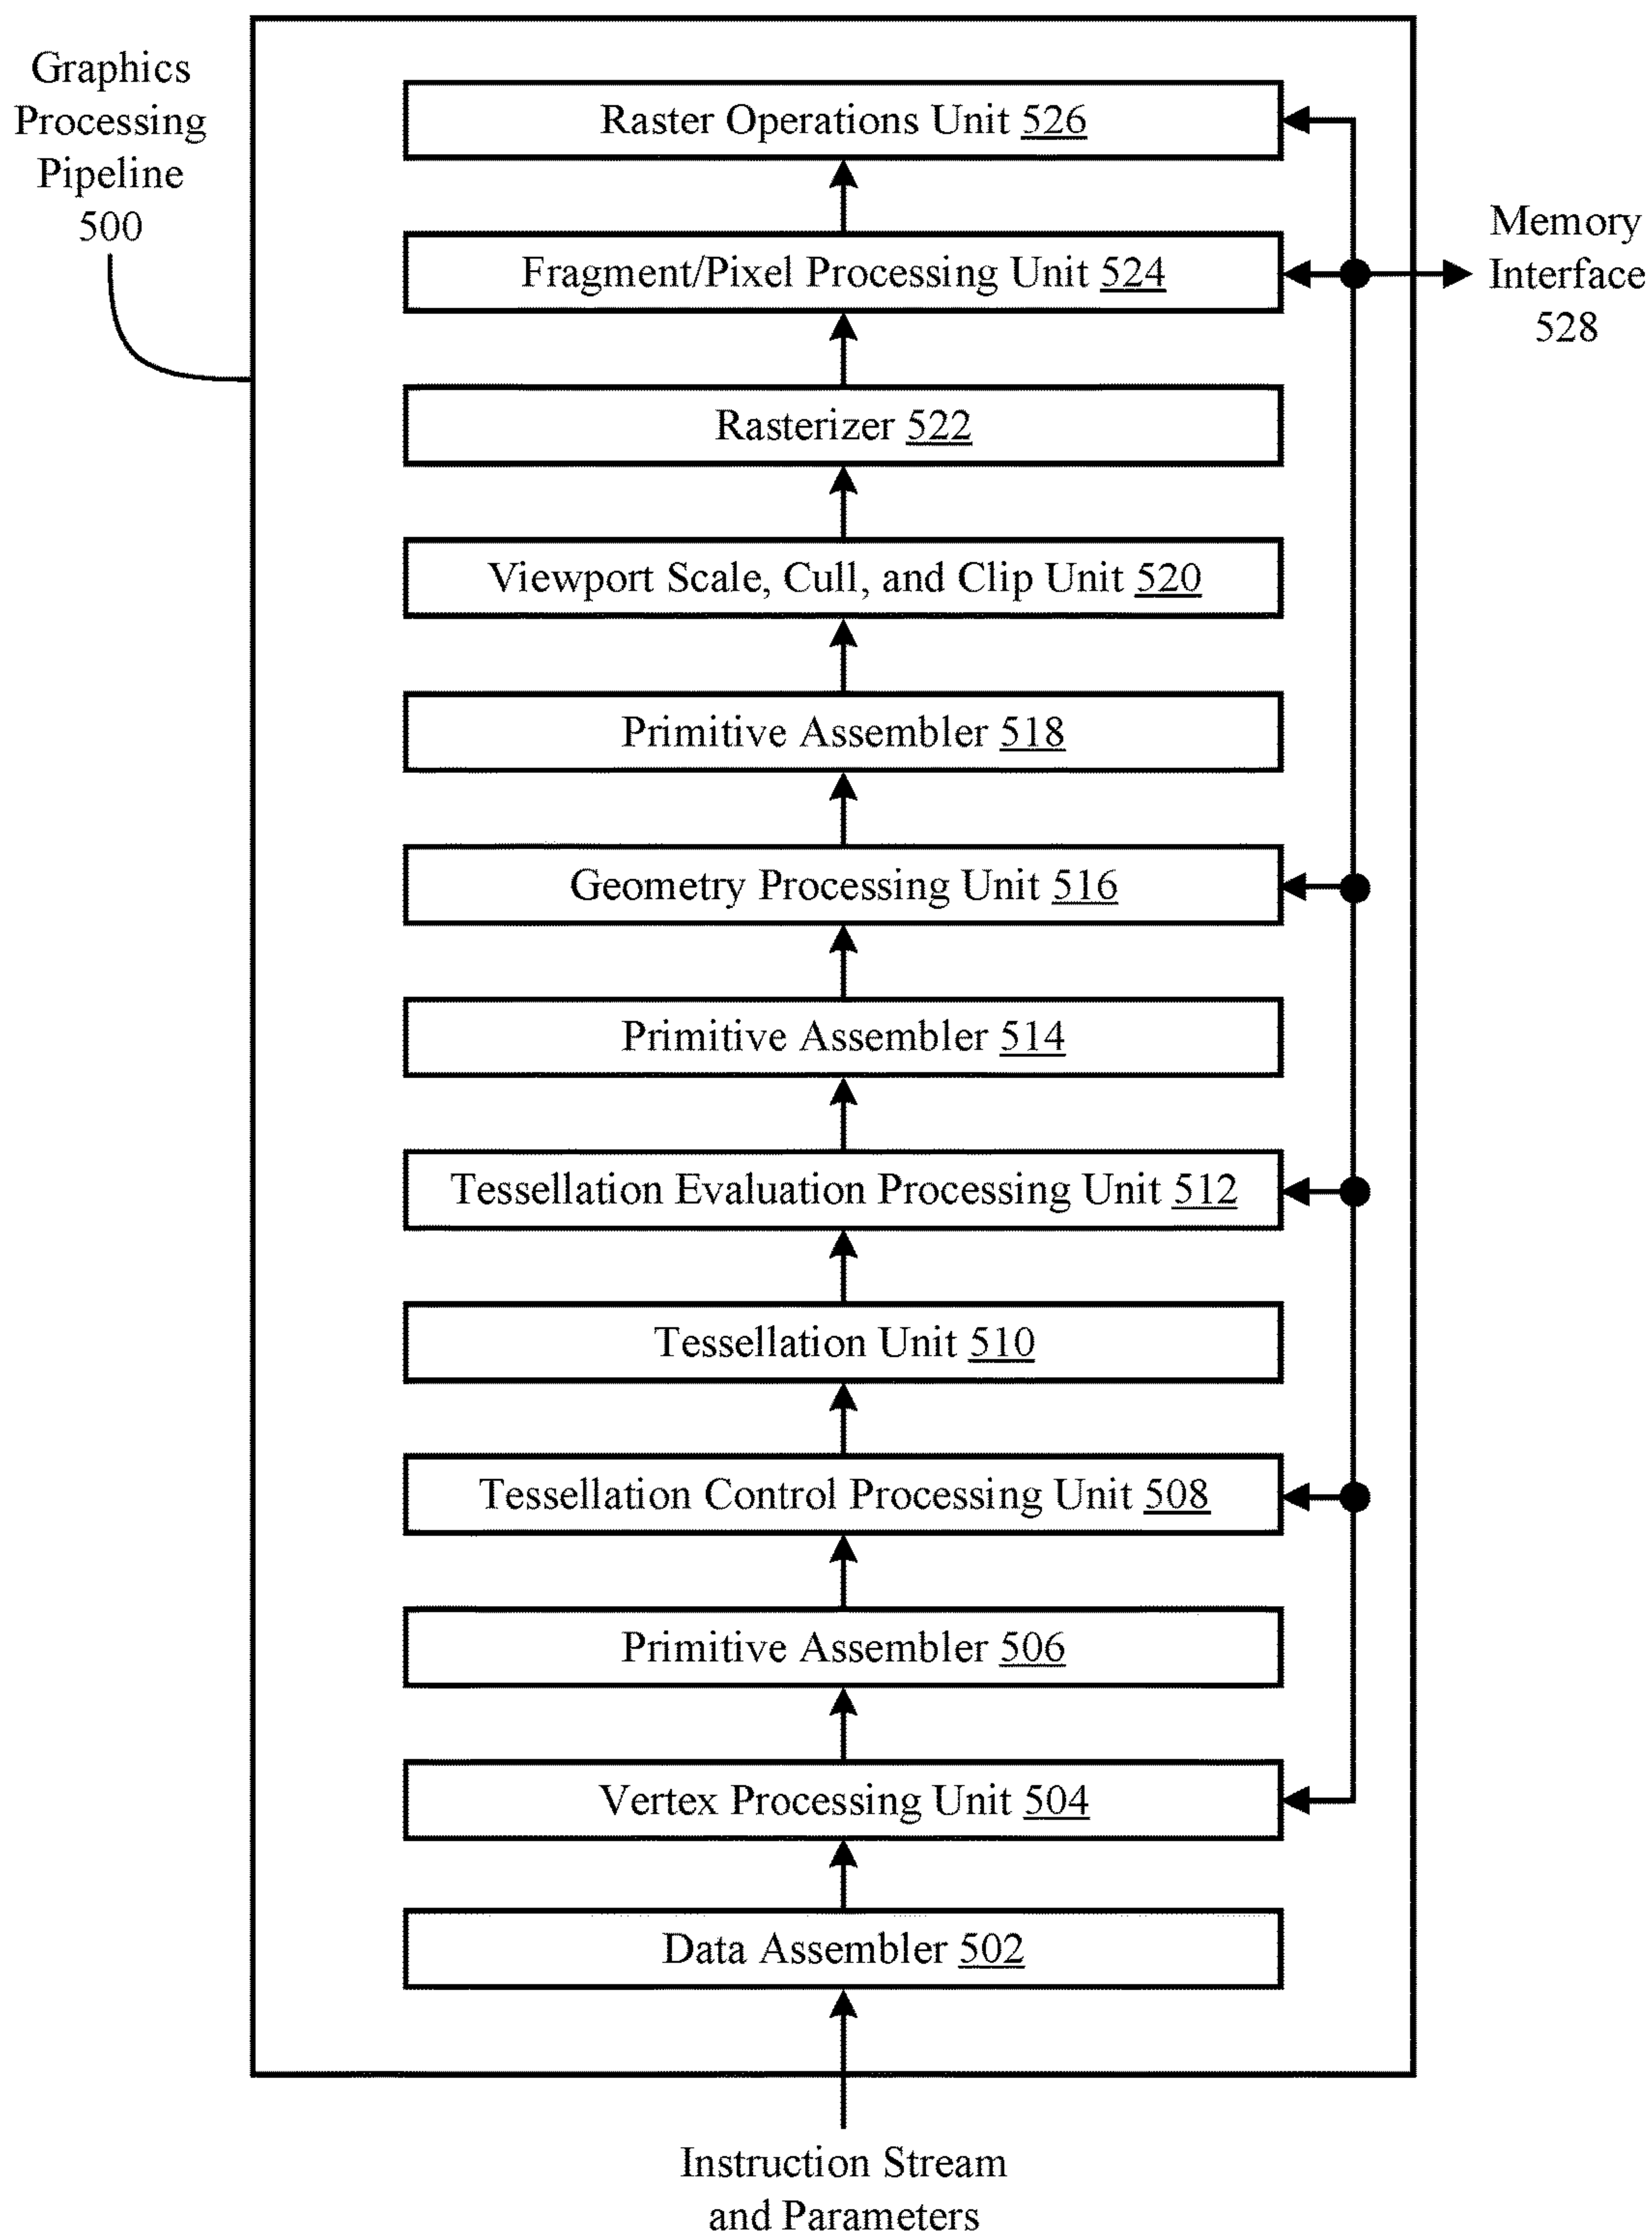 Graphics
Processing
Pipeline
500
Raster Operations Unit 526
Fragment/Pixel Processing Unit 524
Memory
Interface
528
Rasterizer 522
Viewport Scale, Cull, and Clip Unit 520
Primitive Assembler 518
Geometry Processing Unit 516
Primitive Assembler 514
Tessellation Evaluation Processing Unit 512
Tessellation Unit 510
Tessellation Control Processing Unit 508
Primitive Assembler 506
Vertex Processing Unit 504
Data Assembler 502
Instruction Stream
and Parameters